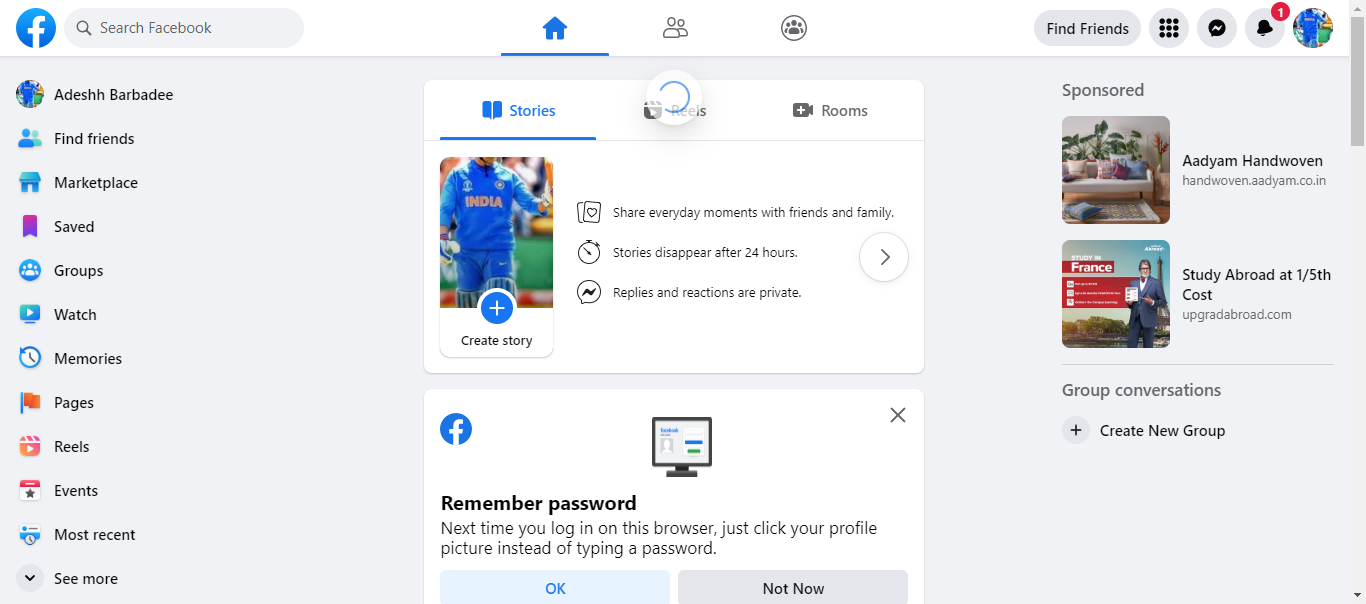 Search Facebook
Find Friends
1
Adeshh Barbadee
Find friends
Marketplace
Saved
Groups
Watch
Memories
Pages
Reels
Events
Most recent
See more
Stories
Reels
Rooms
INDIA
Create story
Share everyday moments with friends and family.
Stories disappear after 24 hours.
Replies and reactions are private.
facebook
Remember password
Next time you log in on this browser, just click your profile
picture instead of typing a password.
OK
Not Now
Sponsored
Aadyam Handwoven
handwoven.aadyam.co.in
STUDY IN
France
Study Abroad at 1/5th
Cost
upgradabroad.com
Group conversations
Create New Group